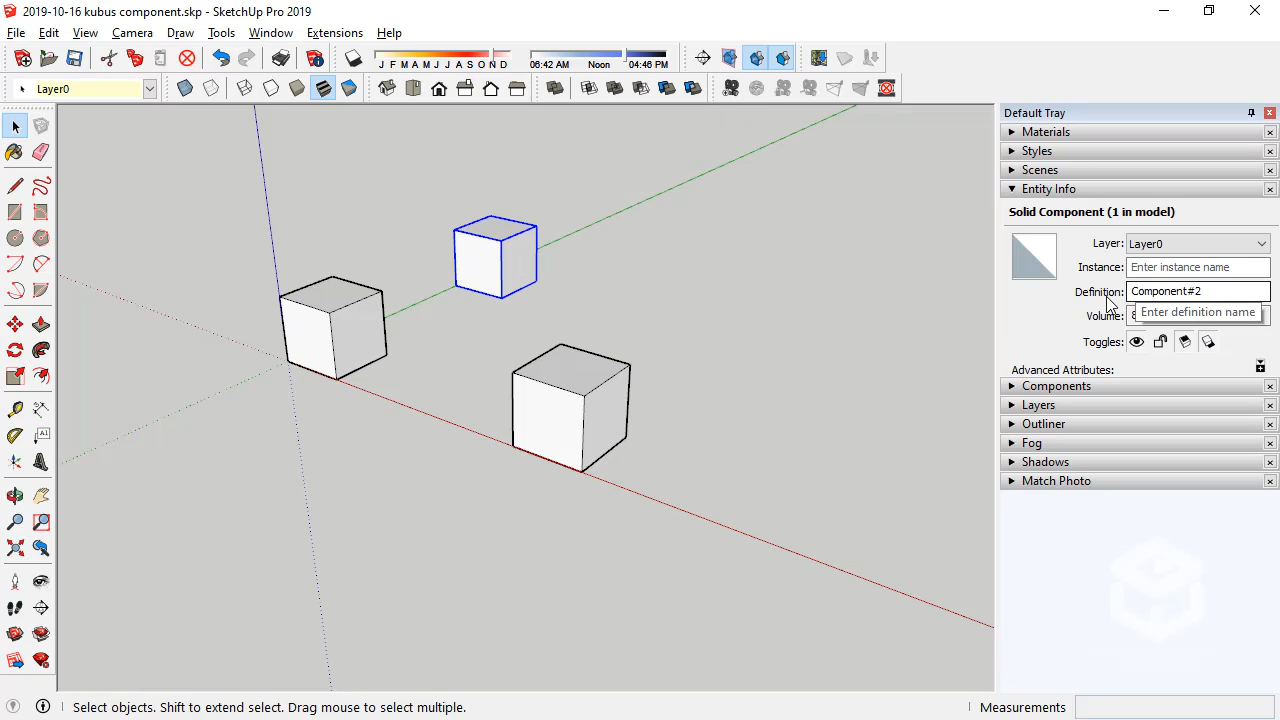 2019-10-16 kubus component.skp - SketchUp Pro 2019
File Edit View Camera Draw Tools Window Extensions Help
J F M A M J J A S O N D
06:42 AM Noon 04:46 PM
Layer0
Default Tray
Materials
Styles
Scenes
Entity Info
Solid Component (1 in model)
Layer: Layer0
Instance: Enter instance name
Definition: Component#2
Enter definition name
Volume:
Toggles:
Advanced Attributes:
Components
Layers
Outliner
Fog
Shadows
Match Photo
A1
Select objects. Shift to extend select. Drag mouse to select multiple.
Measurements